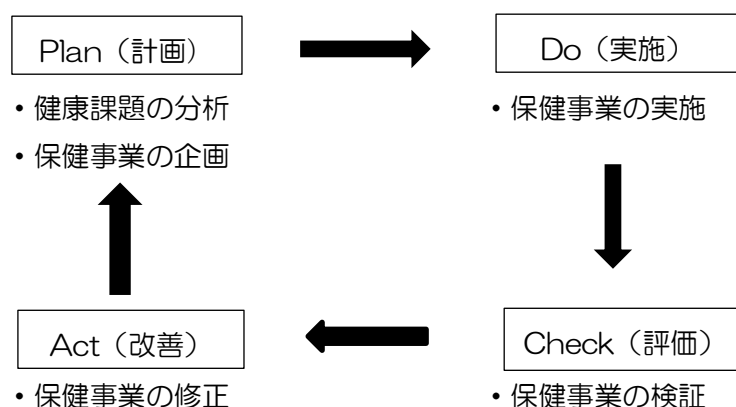 Plan（計画）
・健康課題の分析
・保健事業の企画
Do（実施）
・保健事業の実施
Act（改善）
・保健事業の修正
Check（評価）
・保健事業の検証